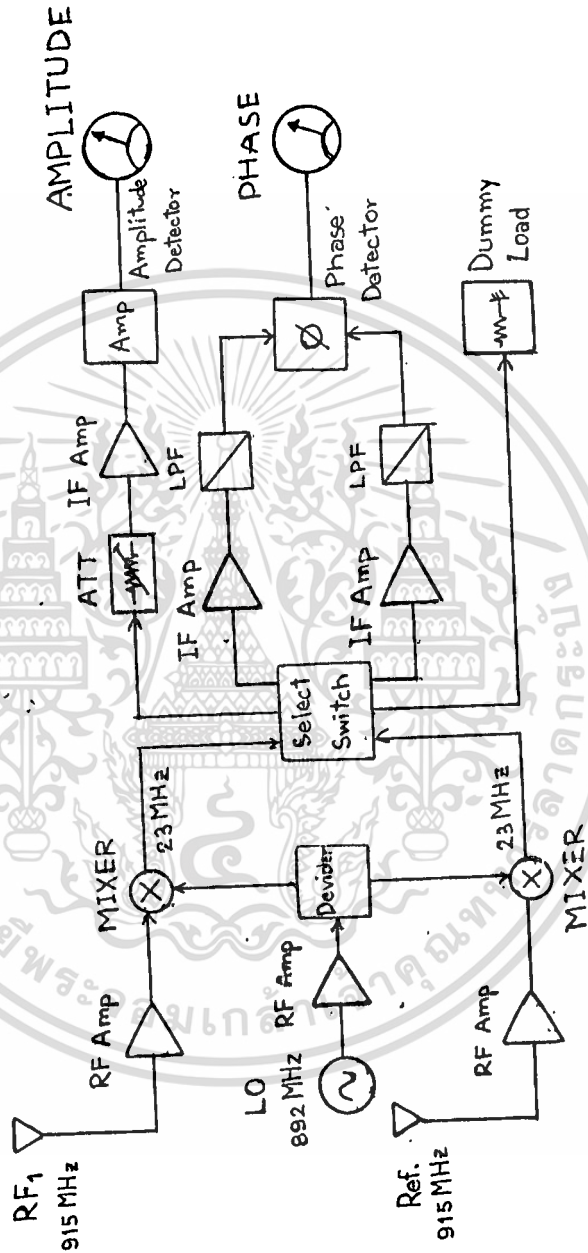 RF1
915 MHz
RF Amp
MIXER
23 MHz
LO
892 MHz
RF Amp
Devider
Ref.
915 MHz
RF Amp
MIXER
23 MHz
Select
Switch
ATT
IF Amp
Amp
Amplitude
Detector
AMPLITUDE
IF Amp
LPF
IF Amp
LPF
Ø
Phase
Detector
PHASE
Dummy
Load